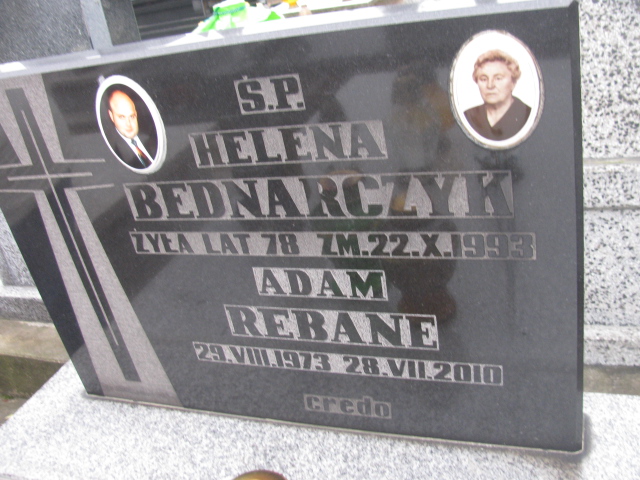 Ś.P.
HELENA
BEDNARCZYK
ŻYŁA LAT 78 ZM.22.X.1993
ADAM
REBANE
29.VIII.1973 28.VII.2010
credo